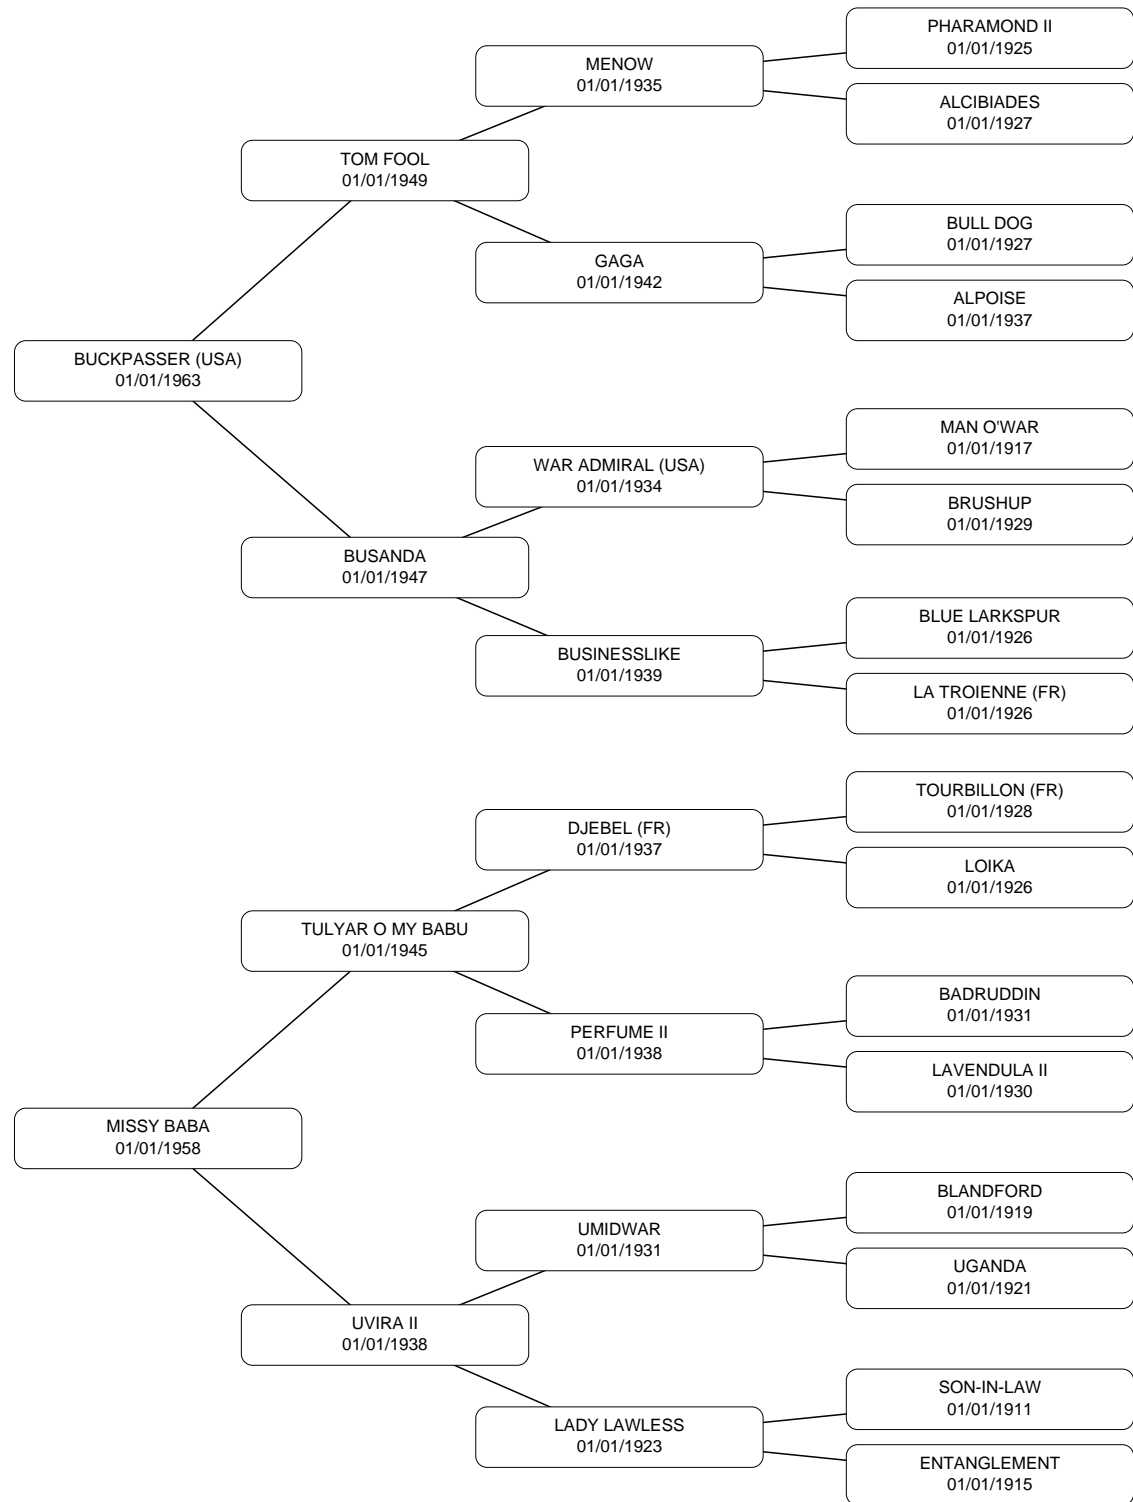 PHARAMOND II
01/01/1925
MENOW
01/01/1935
ALCIBIADES
01/01/1927
TOM FOOL
01/01/1949
BULL DOG
01/01/1927
GAGA
01/01/1942
ALPOISE
01/01/1937
BUCKPASSER (USA)
01/01/1963
MAN O'WAR
01/01/1917
WAR ADMIRAL (USA)
01/01/1934
BRUSHUP
01/01/1929
BUSANDA
01/01/1947
BLUE LARKSPUR
01/01/1926
BUSINESSLIKE
01/01/1939
LA TROIENNE (FR)
01/01/1926
TOURBILLON (FR)
01/01/1928
DJEBEL (FR)
01/01/1937
LOIKA
01/01/1926
TULYAR O MY BABU
01/01/1945
BADRUDDIN
01/01/1931
PERFUME II
01/01/1938
LAVENDULA II
01/01/1930
MISSY BABA
01/01/1958
BLANDFORD
01/01/1919
UMIDWAR
01/01/1931
UGANDA
01/01/1921
UVIRA II
01/01/1938
SON-IN-LAW
01/01/1911
LADY LAWLESS
01/01/1923
ENTANGLEMENT
01/01/1915